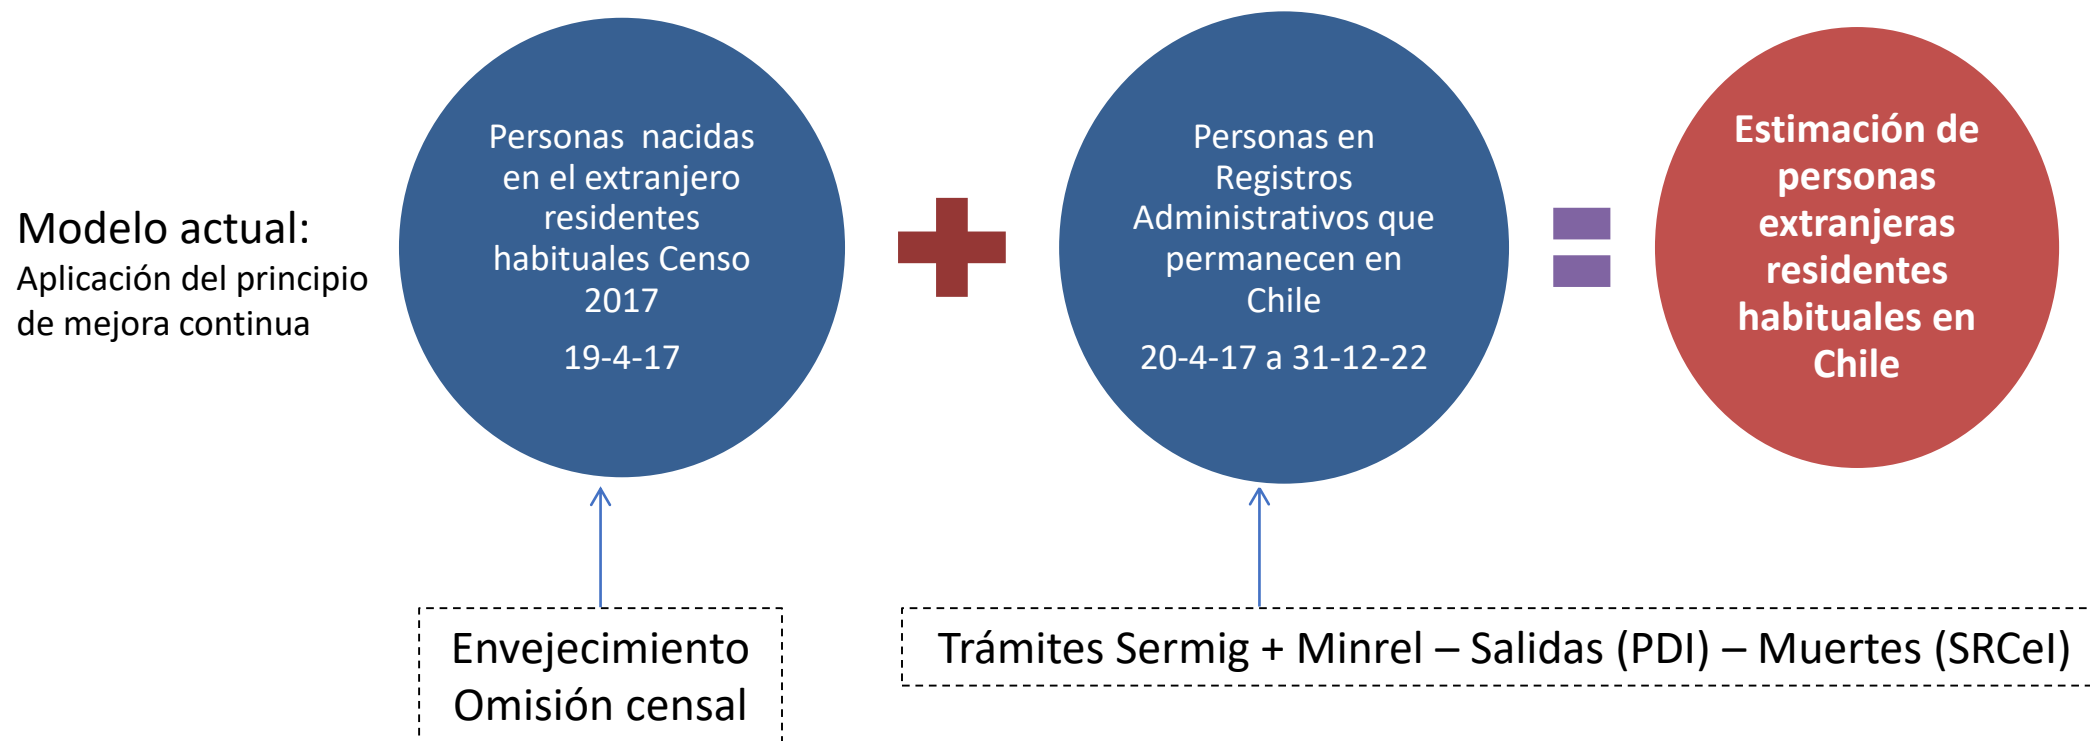 Modelo actual:
Aplicación del principio
de mejora continua
Personas nacidas
en el extranjero
residentes
habituales Censo
2017
19-4-17
Personas en
Registros
Administrativos que
permanecen en
Chile
20-4-17 a 31-12-22
Estimación de
personas
extranjeras
residentes
habituales en
Chile
Envejecimiento
Omisión censal
Trámites Sermig + Minrel – Salidas (PDI) – Muertes (SRCeI)